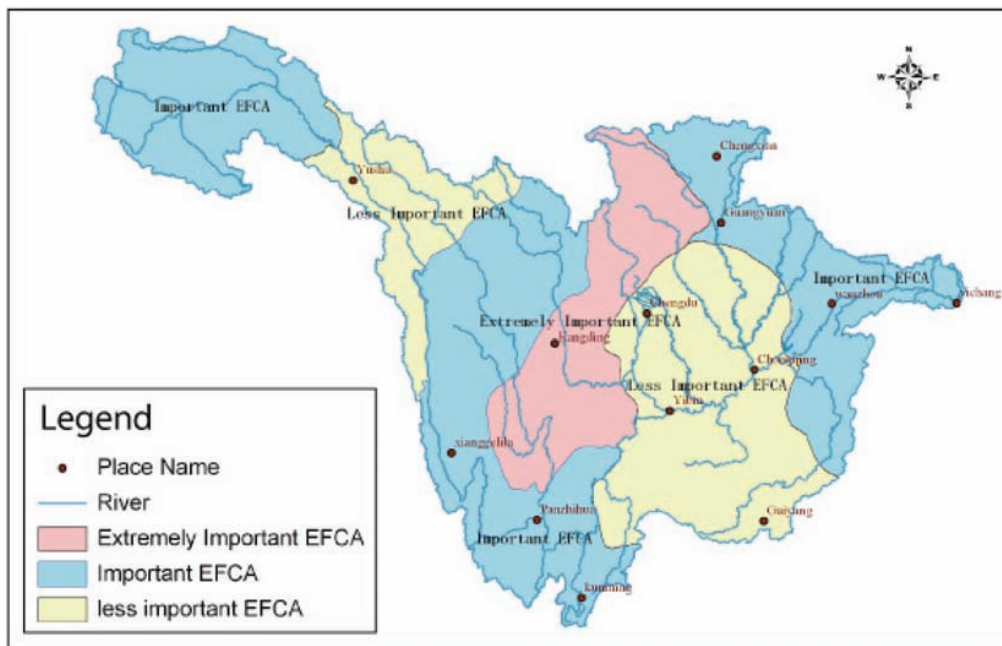 N
W E
S
Important EFCA
Chengxian
Yushu
Less Important EFCA
Guangyuan
Important EFCA
wanzhou
Yichang
Chengdu
Extremely Important EFCA
Kangding
Chongqing
Less Important EFCA
Yibin
xianggelila
Panzhihua
Guiyang
Important EFCA
kunming
Legend
Place Name
River
Extremely Important EFCA
Important EFCA
less important EFCA